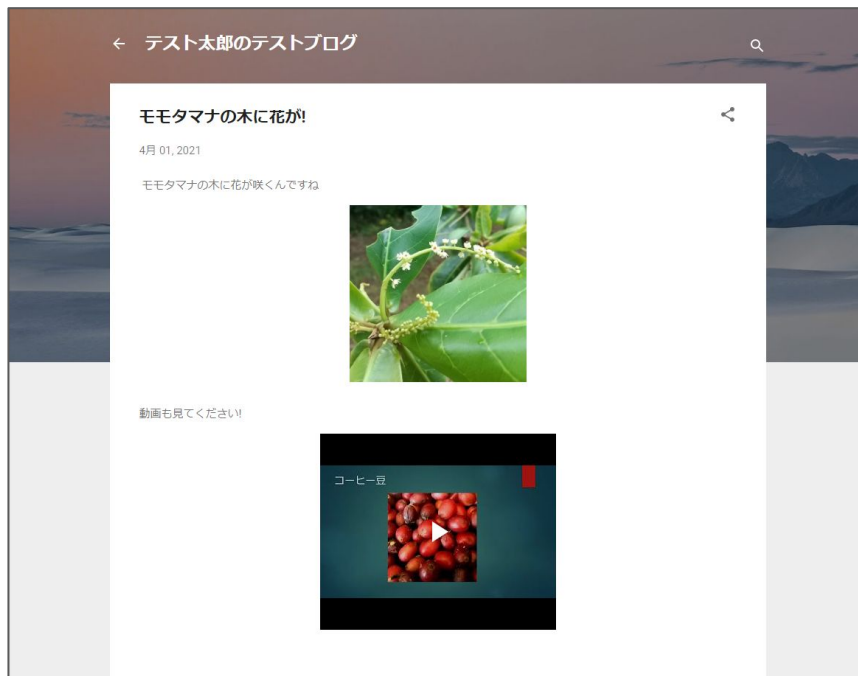 テスト太郎のテストブログ
モモタマナの木に花が!
4月 01, 2021
モモタマナの木に花が咲くんですね
動画も見てください!
コーヒー豆